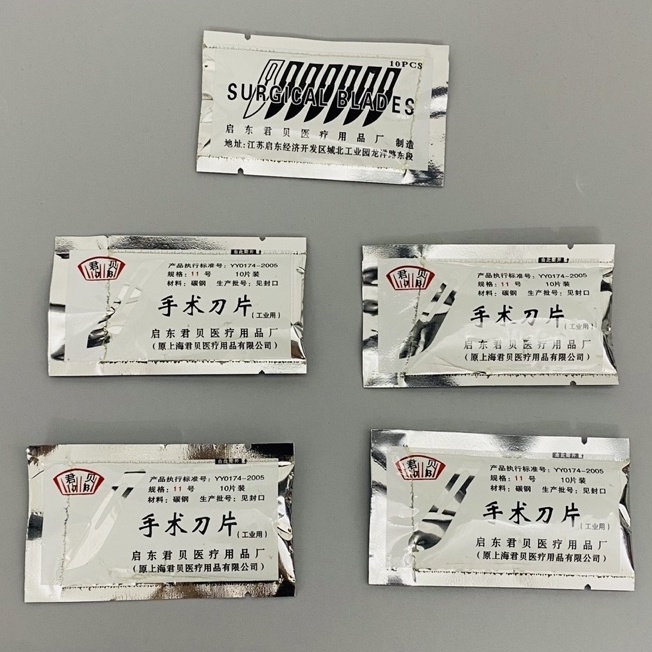 10PCS
SURGICAL BLADES
启东君贝医疗用品厂 制造
地址:江苏启东经济开发区城北工业园龙洋路东段
君贝
产品执行标准号:YY0174-2005
规格:11号 10片装
材料:碳钢 生产批号:见封口
手术刀片(工业用)
启东君贝医疗用品厂
(原上海君贝医疗用品有限公司)
君贝
产品执行标准号:YY0174-2005
规格:11号 10片装
材料:碳钢 生产批号:见封口
手术刀片(工业用)
启东君贝医疗用品厂
(原上海君贝医疗用品有限公司)
君贝
产品执行标准号:YY0174-2005
规格:11号 10片装
材料:碳钢 生产批号:见封口
手术刀片(工业用)
启东君贝医疗用品厂
(原上海君贝医疗用品有限公司)
君贝
产品执行标准号:YY0174-2005
规格:11号 10片装
材料:碳钢 生产批号:见封口
手术刀片(工业用)
启东君贝医疗用品厂
(原上海君贝医疗用品有限公司)